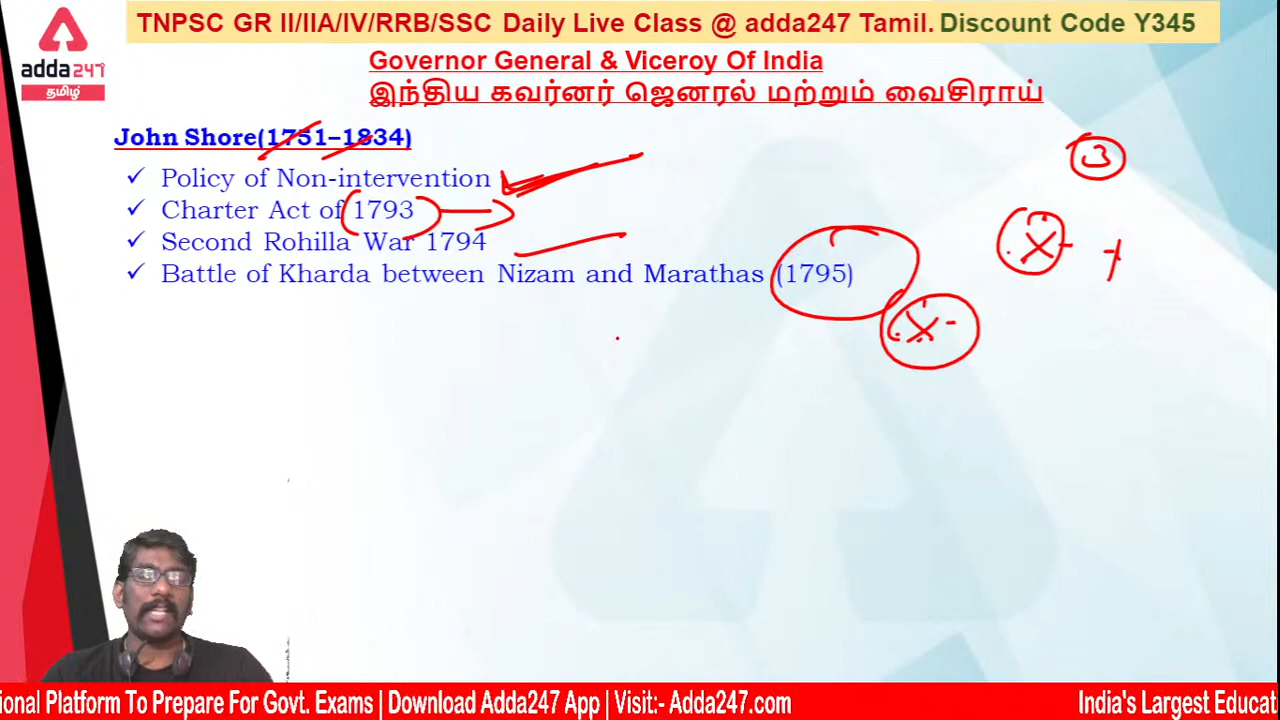 TNPSC GR II/IIA/IV/RRB/SSC Daily Live Class @ adda247 Tamil. Discount Code Y345
adda247
தமிழ்
Governor General & Viceroy Of India
இந்திய கவர்னர் ஜெனரல் மற்றும் வைசிராய்
John Shore(1751–1834)
✓ Policy of Non-intervention
✓ Charter Act of 1793
✓ Second Rohilla War 1794
✓ Battle of Kharda between Nizam and Marathas (1795)
3
ional Platform To Prepare For Govt. Exams | Download Adda247 App | Visit:- Adda247.com
India's Largest Educat